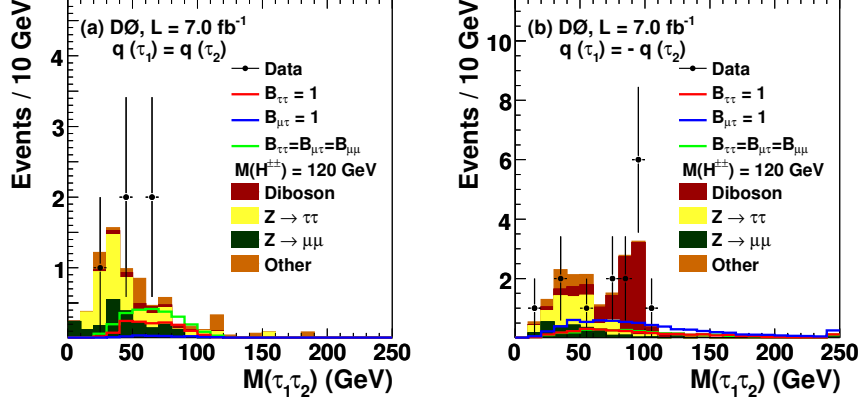 (a) DØ, L = 7.0 fb⁻¹
q (τ₁) = q (τ₂)
Events / 10 GeV
4
3
2
1
Data
B_ττ = 1
B_μτ = 1
B_ττ=B_μτ=B_μμ
M(H^±±) = 120 GeV
Diboson
Z → ττ
Z → μμ
Other
0 50 100 150 200 250
M(τ₁τ₂) (GeV)
(b) DØ, L = 7.0 fb⁻¹
q (τ₁) = - q (τ₂)
Events / 10 GeV
10
8
6
4
2
Data
B_ττ = 1
B_μτ = 1
B_ττ=B_μτ=B_μμ
M(H^±±) = 120 GeV
Diboson
Z → ττ
Z → μμ
Other
0 50 100 150 200 250
M(τ₁τ₂) (GeV)